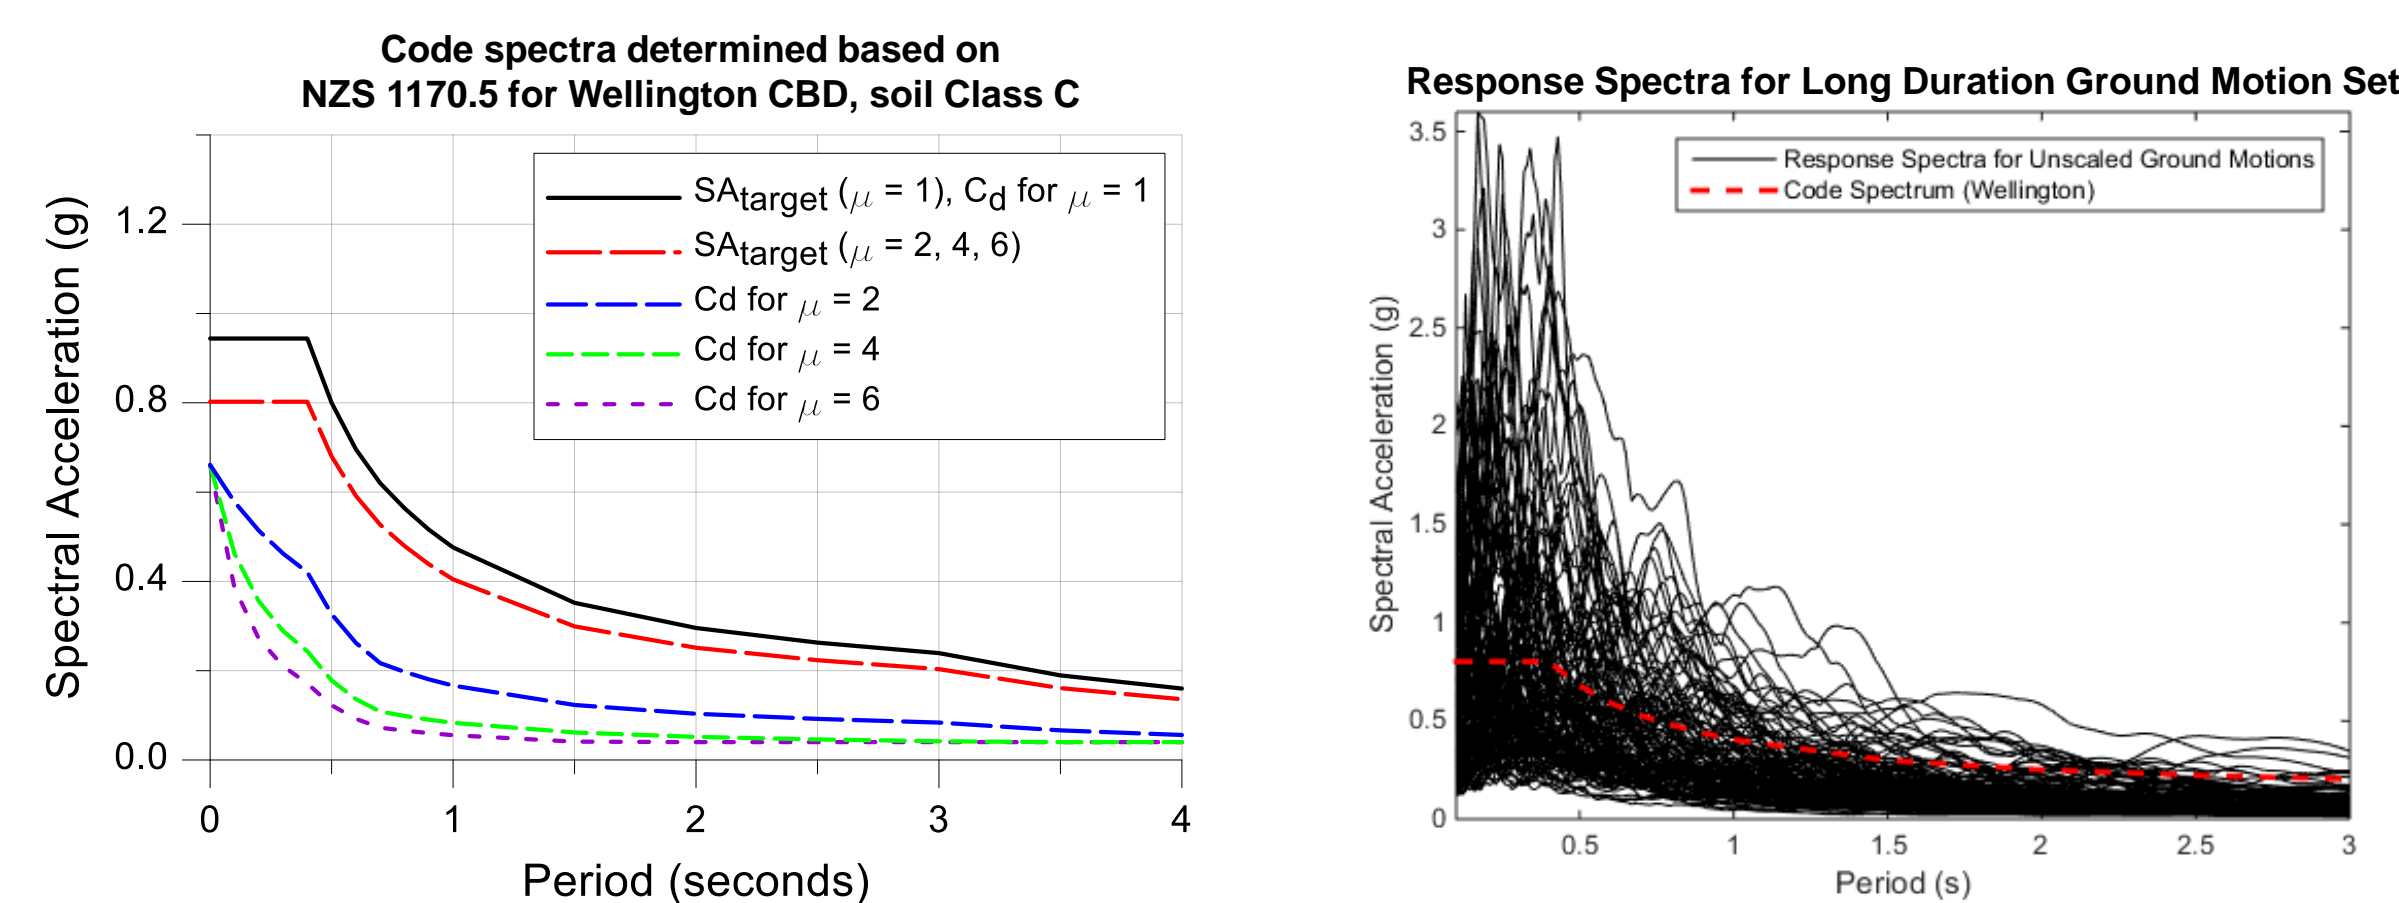 Code spectra determined based on
NZS 1170.5 for Wellington CBD, soil Class C
Spectral Acceleration (g)
1.2
0.8
0.4
0.0
SAtarget (μ = 1), Cd for μ = 1
SAtarget (μ = 2, 4, 6)
Cd for μ = 2
Cd for μ = 4
Cd for μ = 6
0 1 2 3 4
Period (seconds)
Response Spectra for Long Duration Ground Motion Set
Spectral Acceleration (g)
3.5
3
2.5
2
1.5
1
0.5
0
Response Spectra for Unscaled Ground Motions
Code Spectrum (Wellington)
0.5 1 1.5 2 2.5 3
Period (s)